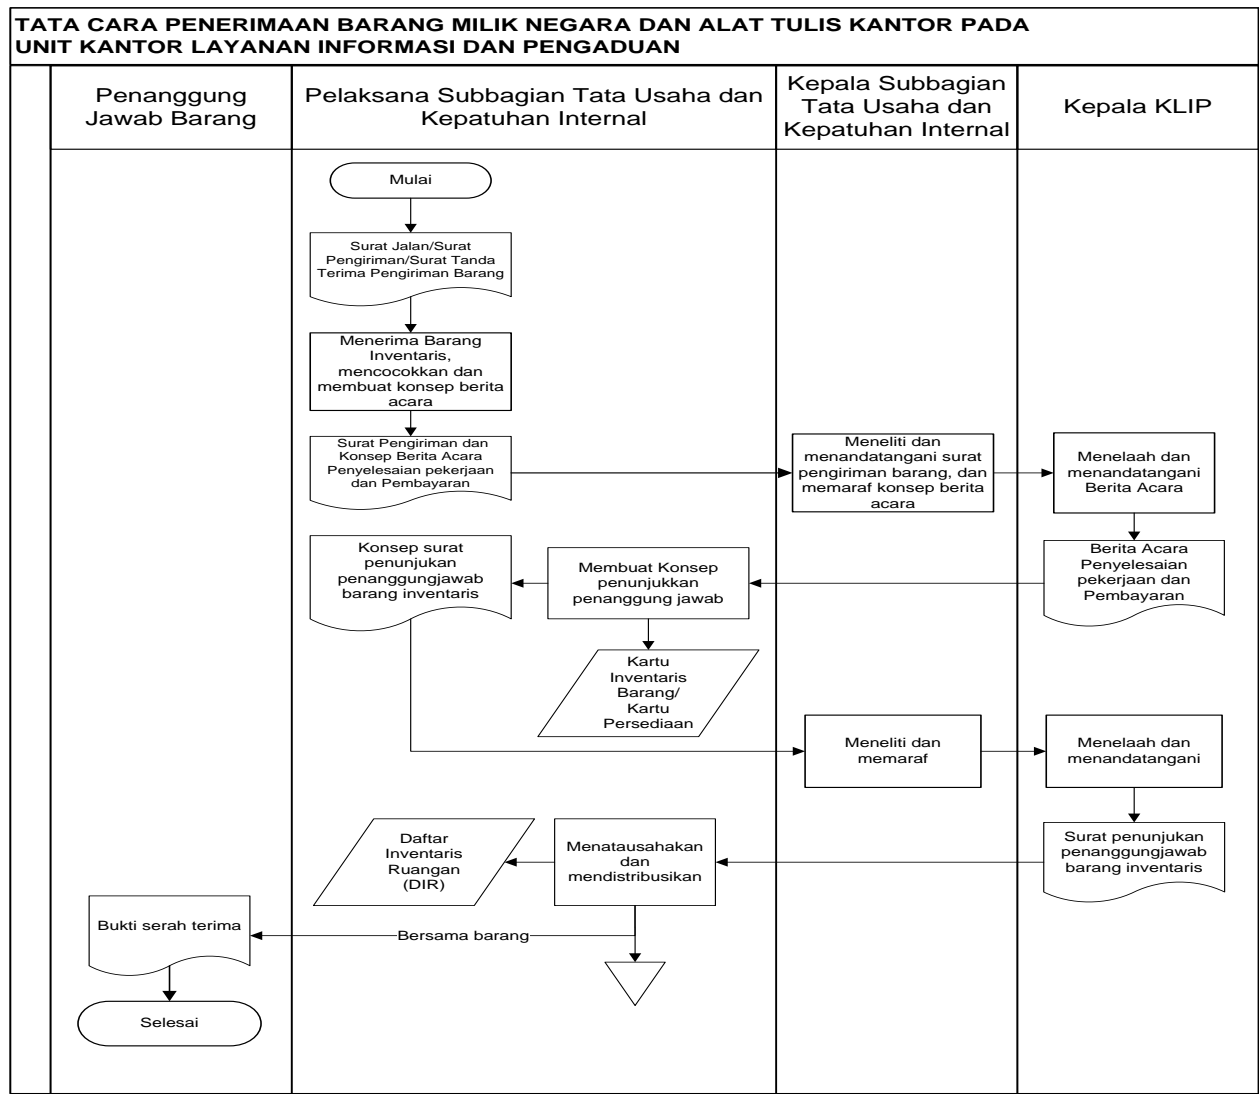 TATA CARA PENERIMAAN BARANG MILIK NEGARA DAN ALAT TULIS KANTOR PADA
UNIT KANTOR LAYANAN INFORMASI DAN PENGADUAN
Penanggung
Jawab Barang
Pelaksana Subbagian Tata Usaha dan
Kepatuhan Internal
Kepala Subbagian
Tata Usaha dan
Kepatuhan Internal
Kepala KLIP
Mulai
Surat Jalan/Surat
Pengiriman/Surat Tanda
Terima Pengiriman Barang
Menerima Barang
Inventaris,
mencocokkan dan
membuat konsep berita
acara
Surat Pengiriman dan
Konsep Berita Acara
Penyelesaian pekerjaan
dan Pembayaran
Meneliti dan
menandatangani surat
pengiriman barang, dan
memaraf konsep berita
acara
Menelaah dan
menandatangani
Berita Acara
Berita Acara
Penyelesaian
pekerjaan dan
Pembayaran
Membuat Konsep
penunjukkan
penanggung jawab
Konsep surat
penunjukan
penanggungjawab
barang inventaris
Kartu
Inventaris
Barang/
Kartu
Persediaan
Meneliti dan
memaraf
Menelaah dan
menandatangani
Surat penunjukan
penanggungjawab
barang inventaris
Menatausahakan
dan
mendistribusikan
Daftar
Inventaris
Ruangan
(DIR)
Bersama barang
Bukti serah terima
Selesai